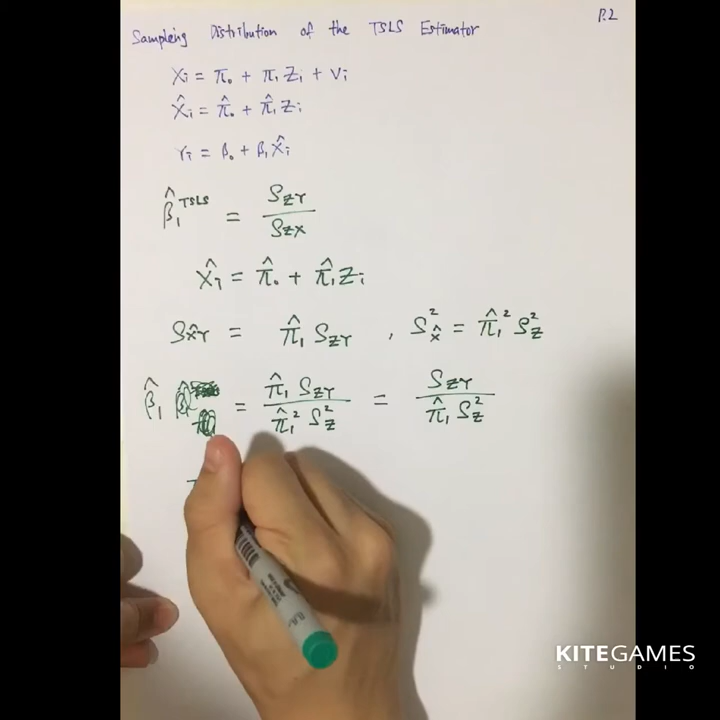 P.2
Sampleing Distribution of the TSLS Estimator
Xi = π₀ + π₁Zi + Vi
X̂i = π̂₀ + π̂₁Zi
Yi = β₀ + β₁X̂i
β̂₁^TSLS = S_ZY / S_ZX
X̂i = π̂₀ + π̂₁Zi
S_X̂Y = π̂₁ S_ZY , S²_X̂ = π̂₁² S²_Z
β̂₁ = π̂₁ S_ZY / π̂₁² S²_Z = S_ZY / π̂₁ S²_Z
KITEGAMES
STUDIO